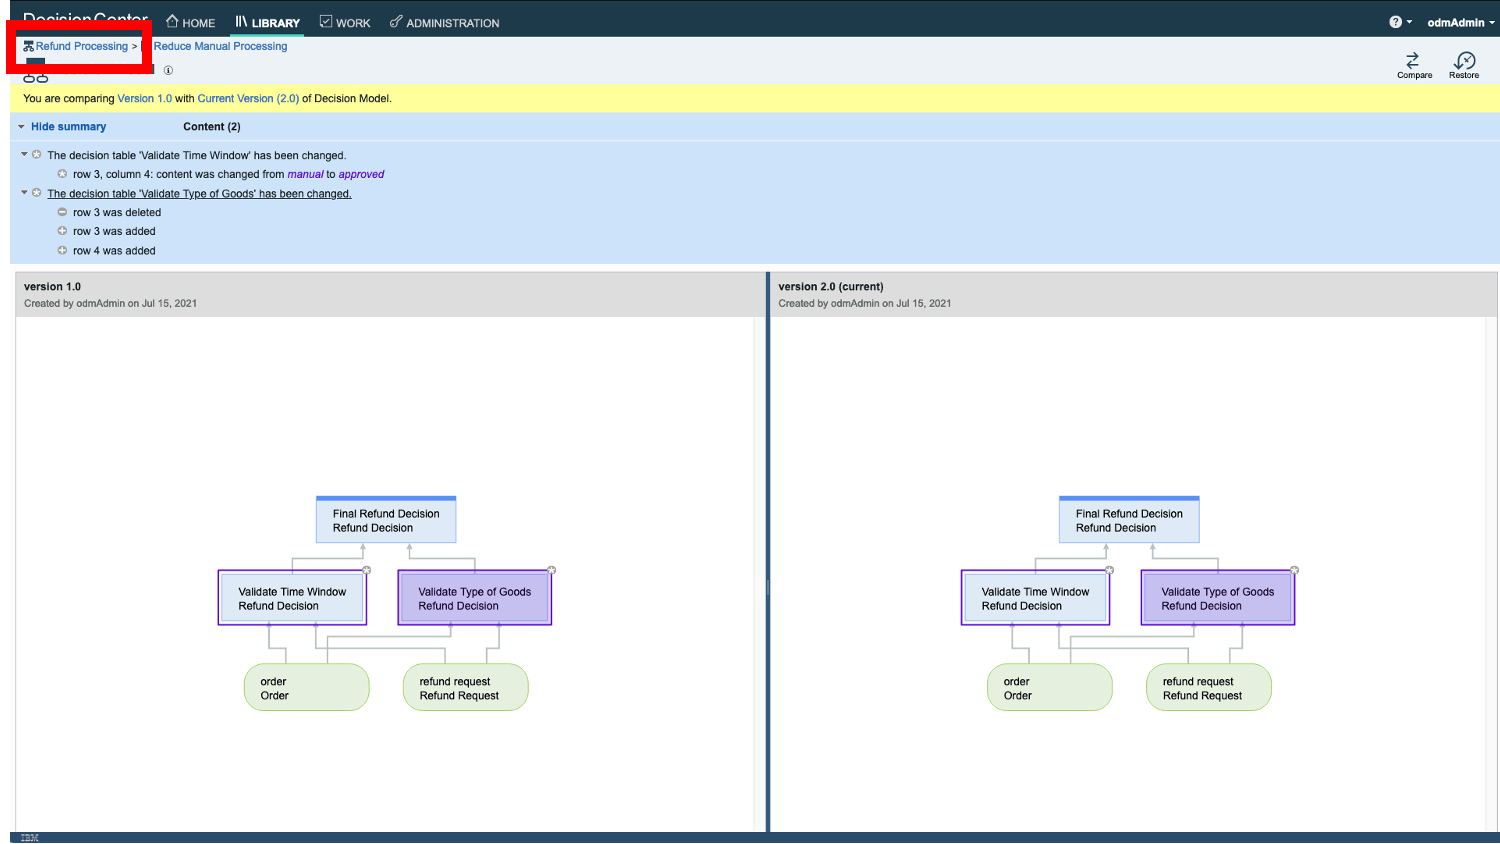 Decision Center
HOME
LIBRARY
WORK
ADMINISTRATION
?
odmAdmin
Refund Processing >
Reduce Manual Processing
Compare
Restore
You are comparing Version 1.0 with Current Version (2.0) of Decision Model.
Hide summary
Content (2)
The decision table 'Validate Time Window' has been changed.
row 3, column 4: content was changed from manual to approved
The decision table 'Validate Type of Goods' has been changed.
row 3 was deleted
row 3 was added
row 4 was added
version 1.0
Created by odmAdmin on Jul 15, 2021
version 2.0 (current)
Created by odmAdmin on Jul 15, 2021
Final Refund Decision
Refund Decision
Validate Time Window
Refund Decision
Validate Type of Goods
Refund Decision
order
Order
refund request
Refund Request
Final Refund Decision
Refund Decision
Validate Time Window
Refund Decision
Validate Type of Goods
Refund Decision
order
Order
refund request
Refund Request
IBM